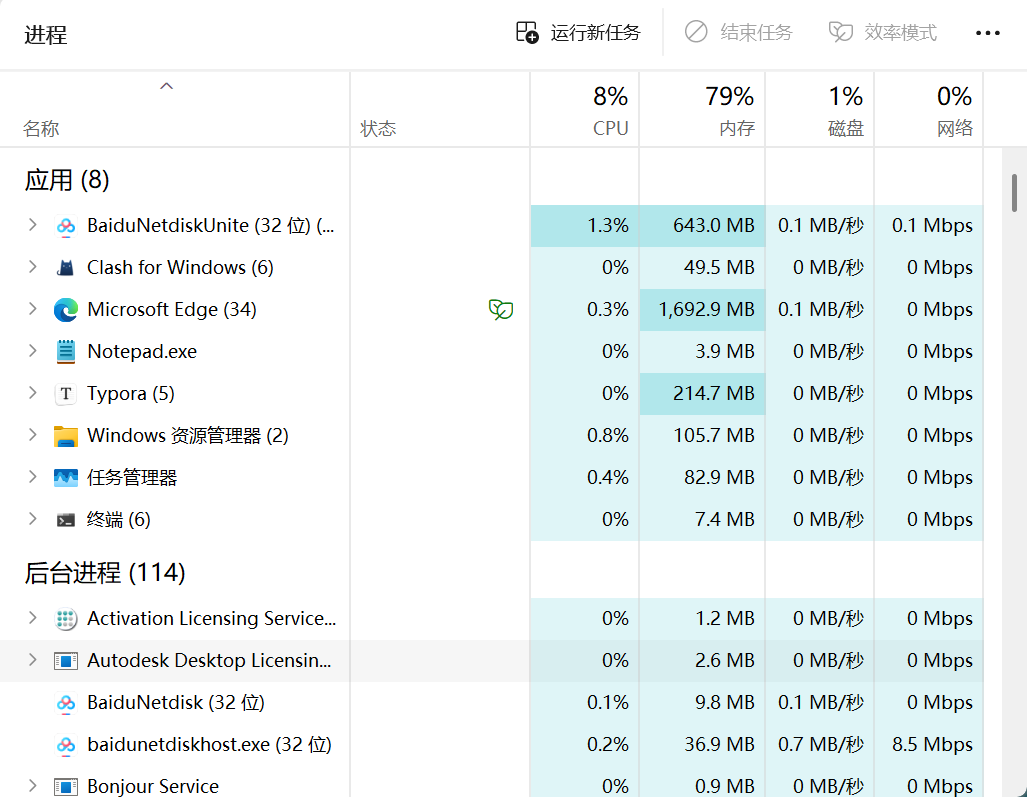 进程 运行新任务 结束任务 效率模式
8% 79% 1% 0%
名称 状态 CPU 内存 磁盘 网络
应用 (8)
BaiduNetdiskUnite (32 位) (... 1.3% 643.0 MB 0.1 MB/秒 0.1 Mbps
Clash for Windows (6) 0% 49.5 MB 0 MB/秒 0 Mbps
Microsoft Edge (34) 0.3% 1,692.9 MB 0.1 MB/秒 0 Mbps
Notepad.exe 0% 3.9 MB 0 MB/秒 0 Mbps
T Typora (5) 0% 214.7 MB 0 MB/秒 0 Mbps
Windows 资源管理器 (2) 0.8% 105.7 MB 0 MB/秒 0 Mbps
任务管理器 0.4% 82.9 MB 0 MB/秒 0 Mbps
终端 (6) 0% 7.4 MB 0 MB/秒 0 Mbps
后台进程 (114)
Activation Licensing Service... 0% 1.2 MB 0 MB/秒 0 Mbps
Autodesk Desktop Licensin... 0% 2.6 MB 0 MB/秒 0 Mbps
BaiduNetdisk (32 位) 0.1% 9.8 MB 0.1 MB/秒 0 Mbps
baidunetdiskhost.exe (32 位) 0.2% 36.9 MB 0.7 MB/秒 8.5 Mbps
Bonjour Service 0% 0.9 MB 0 MB/秒 0 Mbps